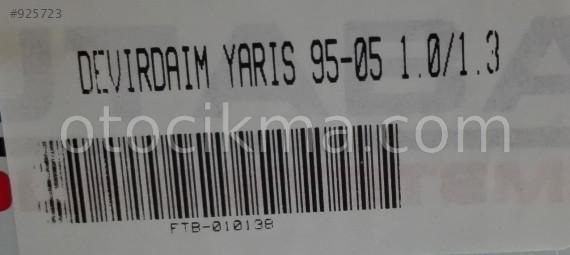 #925723
DEVIRDAIM YARIS 95-05 1.0/1.3
otocikma.com
FTB-010138